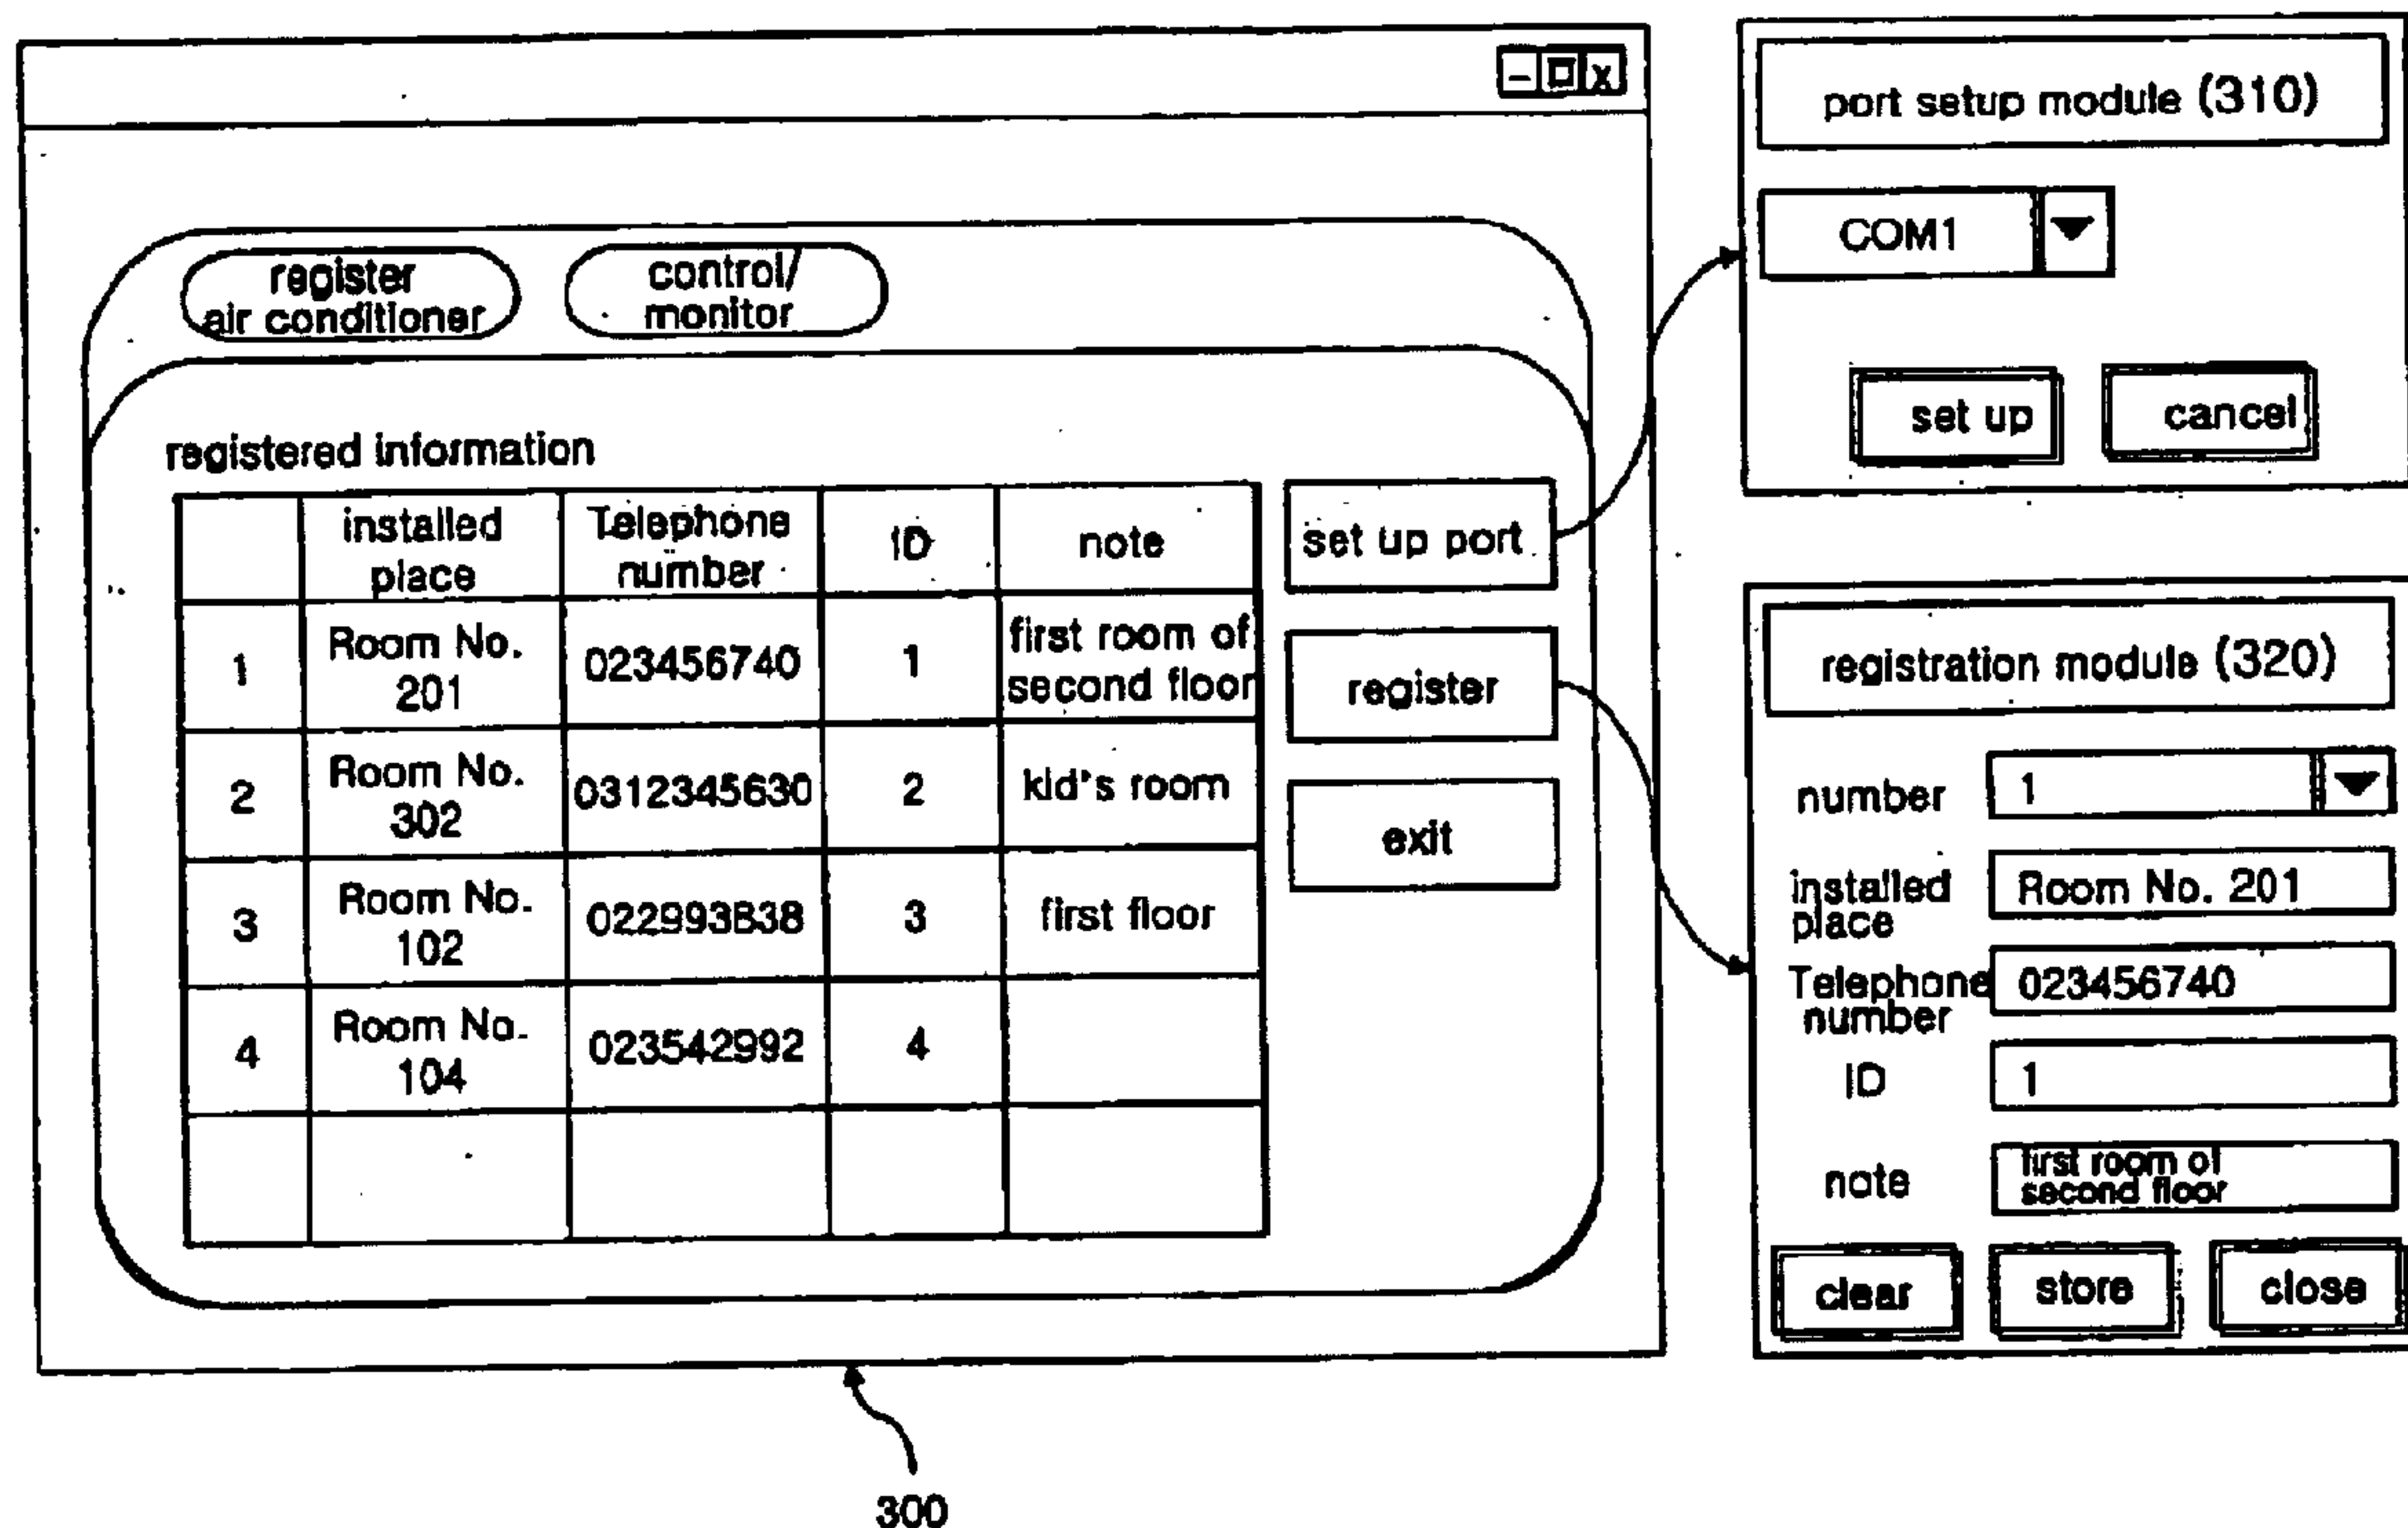 register
air conditioner
control/
monitor
registered information
installed
place
Telephone
number
ID
note
1
Room No.
201
023456740
1
first room of
second floor
2
Room No.
302
0312345630
2
kid's room
3
Room No.
102
022993838
3
first floor
4
Room No.
104
023542992
4
set up port
register
exit
300
port setup module (310)
COM1
set up
cancel
registration module (320)
number
1
installed
place
Room No. 201
Telephone
number
023456740
ID
1
note
first room of
second floor
clear
store
close